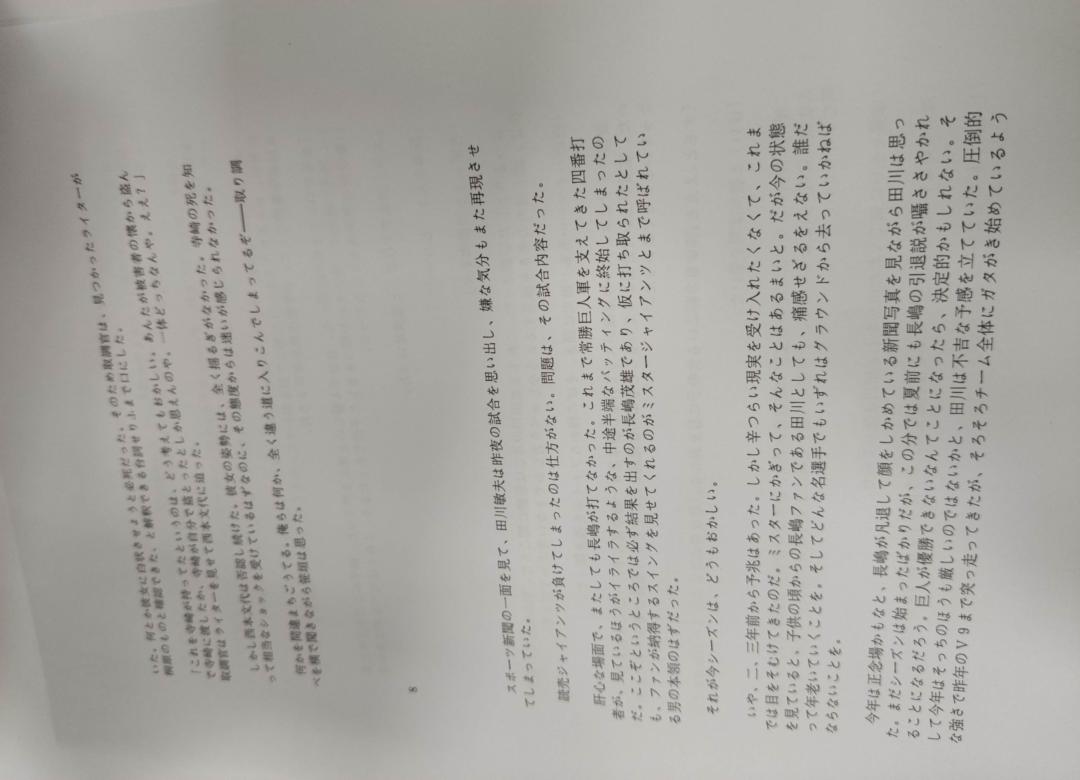 いた。何とか彼女に白状させようと必死だった。そのため取調官は、見つかったライターが
桐原のものと確認できた、と解釈できる台詞せりふまで口にした。
「これを寺崎が持ってたというのは、どう考えてもおかしい。あんたが被害者の懐から盗ん
で寺崎に渡したか、寺崎が自分で盗ったとしか思えんのや。一体どっちなんや。ええ？」
取調官はライターを見せて西本文代に迫った。
しかし西本文代は否認し続けた。彼女の姿勢には、全く揺るぎがなかった。寺崎の死を知
って相当なショックを受けているはずなのに、その態度からは迷いが感じられなかった。
何かを間違まちごうてる。俺らは何か、全く違う道に入りこんでしまってるぞ――取り調
べを横で聞きながら笹垣は思った。
8
スポーツ新聞の一面を見て、田川敏夫は昨夜の試合を思い出し、嫌な気分もまた再現させ
てしまっていた。
読売ジャイアンツが負けてしまったのは仕方がない。問題は、その試合内容だった。
肝心な場面で、またしても長嶋が打てなかった。これまで常勝巨人軍を支えてきた四番打
者が、見ているほうがイライラするような、中途半端なバッティングに終始してしまったの
だ。ここぞというところでは必ず結果を出すのが長嶋茂雄であり、仮に打ち取られたとして
も、ファンが納得するスイングを見せてくれるのがミスタージャイアンツとまで呼ばれてい
る男の本領のはずだった。
それが今シーズンは、どうもおかしい。
いや、二、三年前から予兆はあった。しかし辛つらい現実を受け入れたくなくて、これま
では目をそむけてきたのだ。ミスターにかぎって、そんなことはあるまいと。だが今の状態
を見ていると、子供の頃からの長嶋ファンである田川としても、痛感せざるをえない。誰だ
って年老いていくことを。そしてどんな名選手でもいずれはグラウンドから去っていかねば
ならないことを。
今年は正念場かもなと、長嶋が凡退して顔をしかめている新聞写真を見ながら田川は思っ
た。まだシーズンは始まったばかりだが、この分では夏前にも長嶋の引退説が囁ささやかれ
ることになるだろう。巨人が優勝できないなんてことになったら、決定的かもしれない。そ
して今年はそっちのほうも厳しいのではないかと、田川は不吉な予感を立てていた。圧倒的
な強さで昨年のV9まで突っ走ってきたが、そろそろチーム全体にガタがき始めているよう